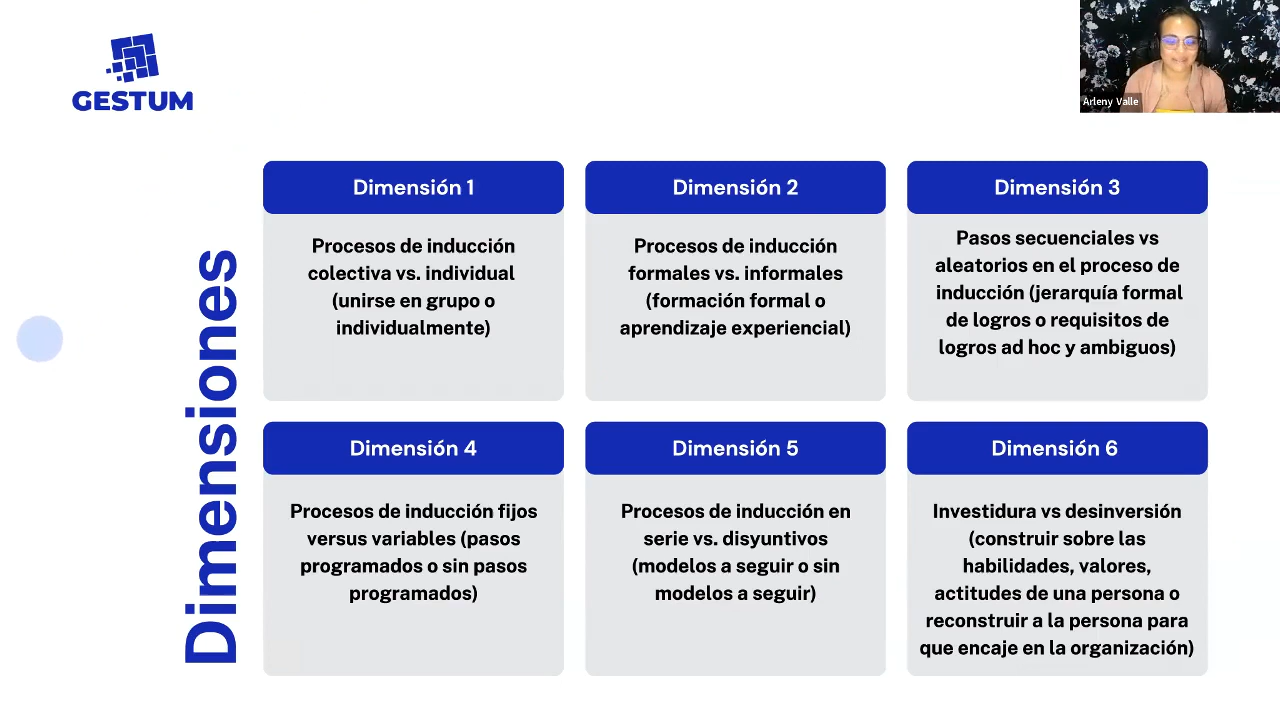 GESTUM
Arleny Valle
Dimensiones
Dimensión 1
Procesos de inducción
colectiva vs. individual
(unirse en grupo o
individualmente)
Dimensión 2
Procesos de inducción
formales vs. informales
(formación formal o
aprendizaje experiencial)
Dimensión 3
Pasos secuenciales vs
aleatorios en el proceso de
inducción (jerarquía formal
de logros o requisitos de
logros ad hoc y ambiguos)
Dimensión 4
Procesos de inducción fijos
versus variables (pasos
programados o sin pasos
programados)
Dimensión 5
Procesos de inducción en
serie vs. disyuntivos
(modelos a seguir o sin
modelos a seguir)
Dimensión 6
Investidura vs desinversión
(construir sobre las
habilidades, valores,
actitudes de una persona o
reconstruir a la persona para
que encaje en la organización)